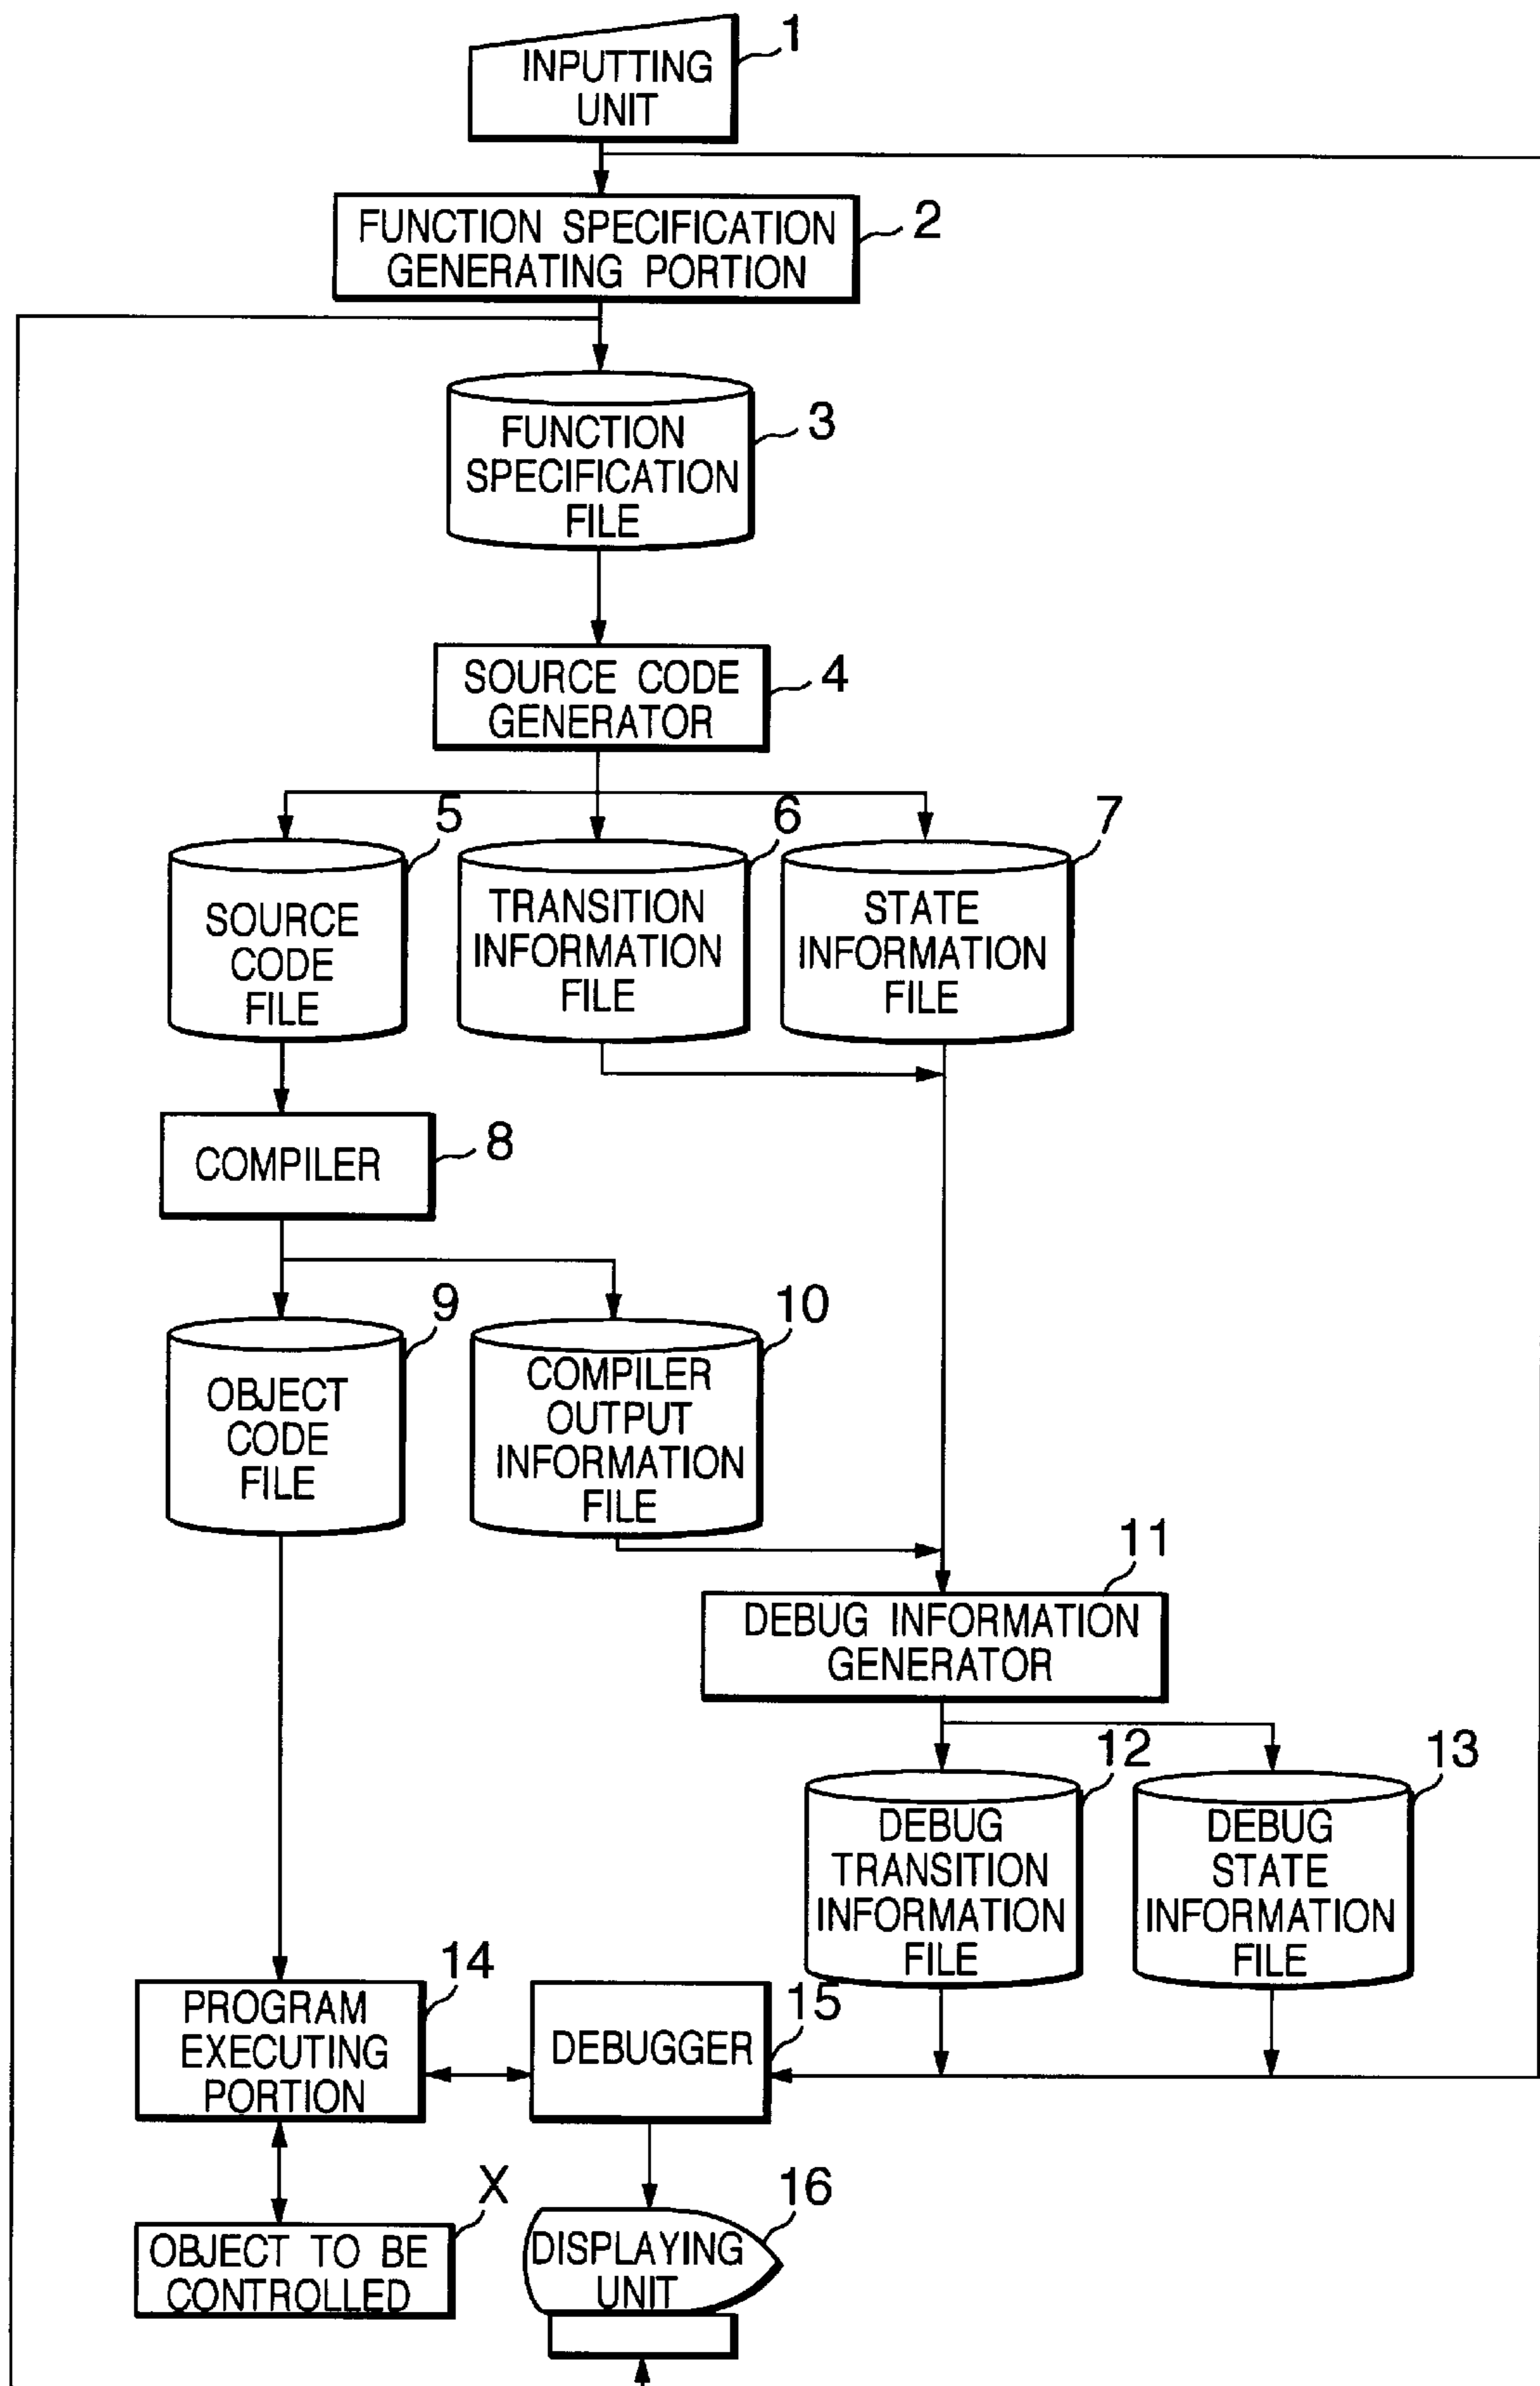 1
INPUTTING
UNIT
2
FUNCTION SPECIFICATION
GENERATING PORTION
3
FUNCTION
SPECIFICATION
FILE
4
SOURCE CODE
GENERATOR
5
SOURCE
CODE
FILE
6
TRANSITION
INFORMATION
FILE
7
STATE
INFORMATION
FILE
8
COMPILER
9
OBJECT
CODE
FILE
10
COMPILER
OUTPUT
INFORMATION
FILE
11
DEBUG INFORMATION
GENERATOR
12
DEBUG
TRANSITION
INFORMATION
FILE
13
DEBUG
STATE
INFORMATION
FILE
14
PROGRAM
EXECUTING
PORTION
15
DEBUGGER
X
OBJECT TO BE
CONTROLLED
16
DISPLAYING
UNIT